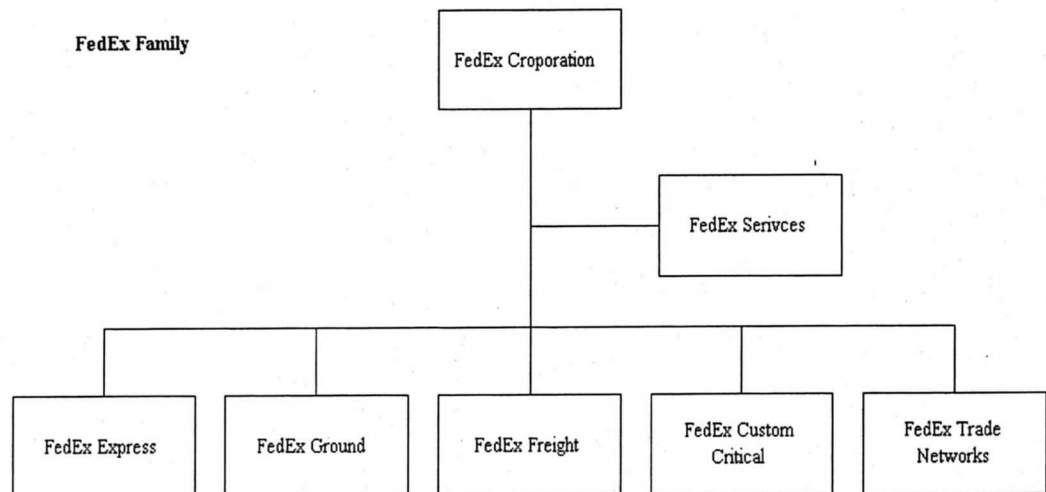 FedEx Family
FedEx Croporation
FedEx Serivces
FedEx Express
FedEx Ground
FedEx Freight
FedEx Custom
Critical
FedEx Trade
Networks